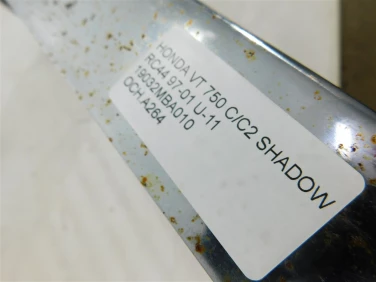 HONDA VT 750 C/C2 SHADOW
RC44 97-01 U-11
19032MBA010
OCH A264